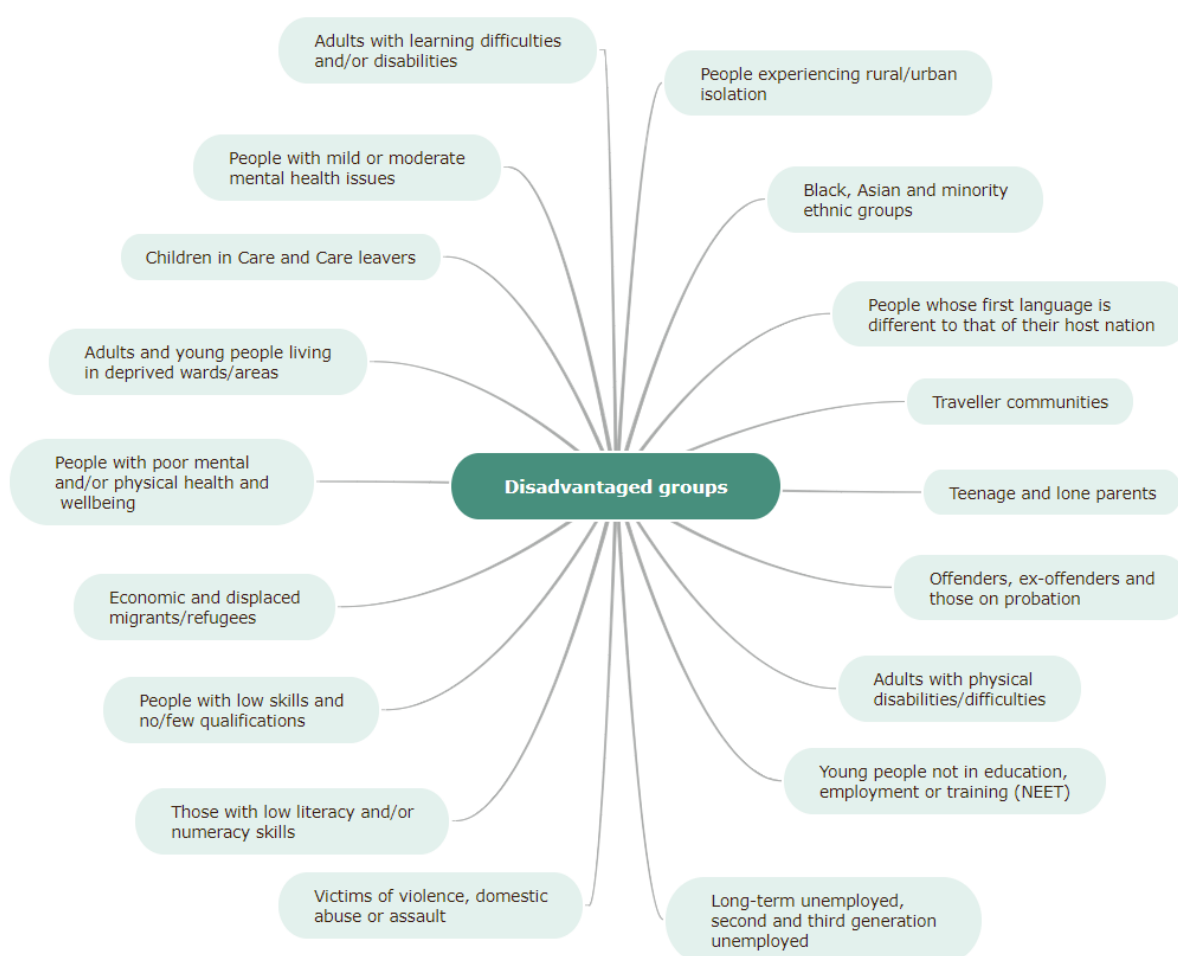 Adults with learning difficulties
and/or disabilities
People experiencing rural/urban
isolation
People with mild or moderate
mental health issues
Black, Asian and minority
ethnic groups
Children in Care and Care leavers
People whose first language is
different to that of their host nation
Adults and young people living
in deprived wards/areas
Traveller communities
People with poor mental
and/or physical health and
wellbeing
Disadvantaged groups
Teenage and lone parents
Offenders, ex-offenders and
those on probation
Economic and displaced
migrants/refugees
Adults with physical
disabilities/difficulties
People with low skills and
no/few qualifications
Young people not in education,
employment or training (NEET)
Those with low literacy and/or
numeracy skills
Victims of violence, domestic
abuse or assault
Long-term unemployed,
second and third generation
unemployed